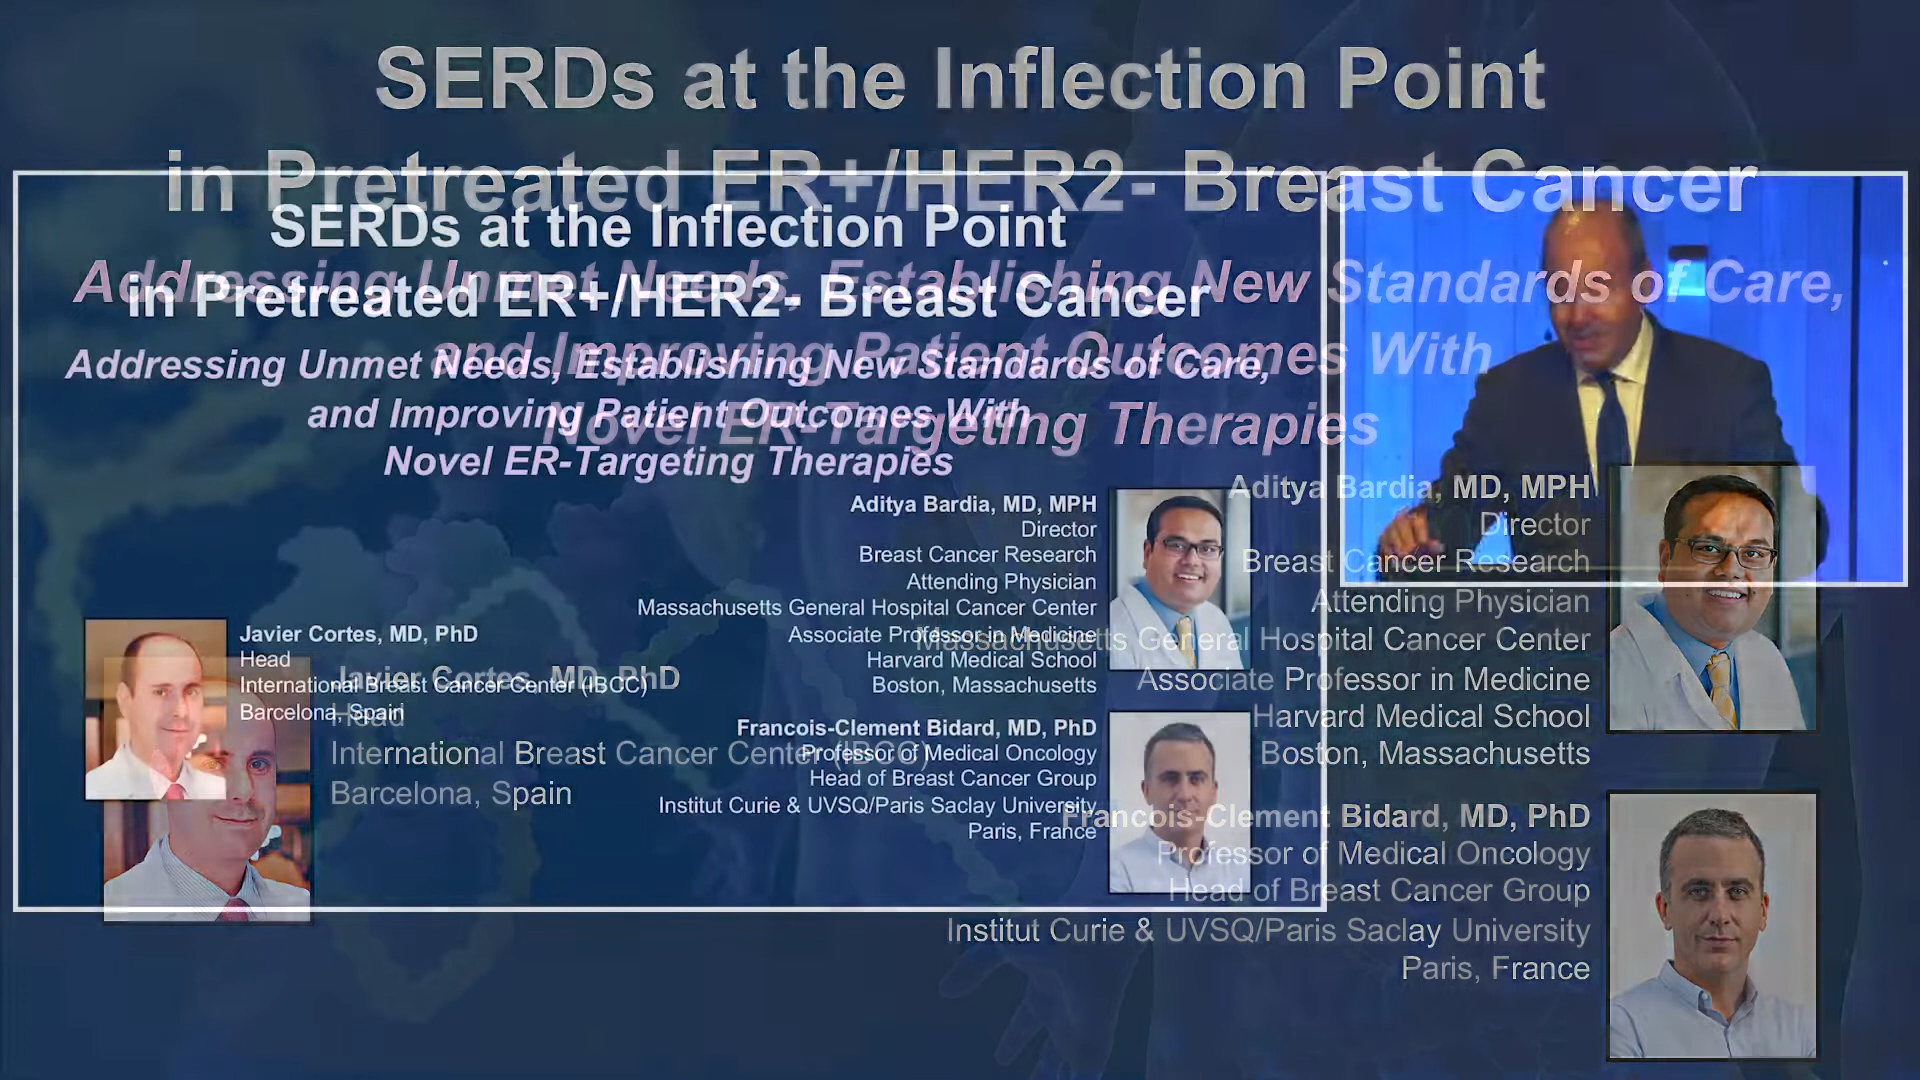 SERDs at the Inflection Point
in Pretreated ER+/HER2- Breast Cancer
Addressing Unmet Needs, Establishing New Standards of Care,
and Improving Patient Outcomes With
Novel ER-Targeting Therapies
Aditya Bardia, MD, MPH
Director
Breast Cancer Research
Attending Physician
Massachusetts General Hospital Cancer Center
Associate Professor in Medicine
Harvard Medical School
Boston, Massachusetts
Javier Cortes, MD, PhD
Head
International Breast Cancer Center (IBCC)
Barcelona, Spain
Francois-Clement Bidard, MD, PhD
Professor of Medical Oncology
Head of Breast Cancer Group
Institut Curie & UVSQ/Paris Saclay University
Paris, France
SERDs at the Inflection Point
in Pretreated ER+/HER2- Breast Cancer
Addressing Unmet Needs, Establishing New Standards of Care,
and Improving Patient Outcomes With
Novel ER-Targeting Therapies
Aditya Bardia, MD, MPH
Director
Breast Cancer Research
Attending Physician
Massachusetts General Hospital Cancer Center
Associate Professor in Medicine
Harvard Medical School
Boston, Massachusetts
Javier Cortes, MD, PhD
Head
International Breast Cancer Center (IBCC)
Barcelona, Spain
Francois-Clement Bidard, MD, PhD
Professor of Medical Oncology
Head of Breast Cancer Group
Institut Curie & UVSQ/Paris Saclay University
Paris, France